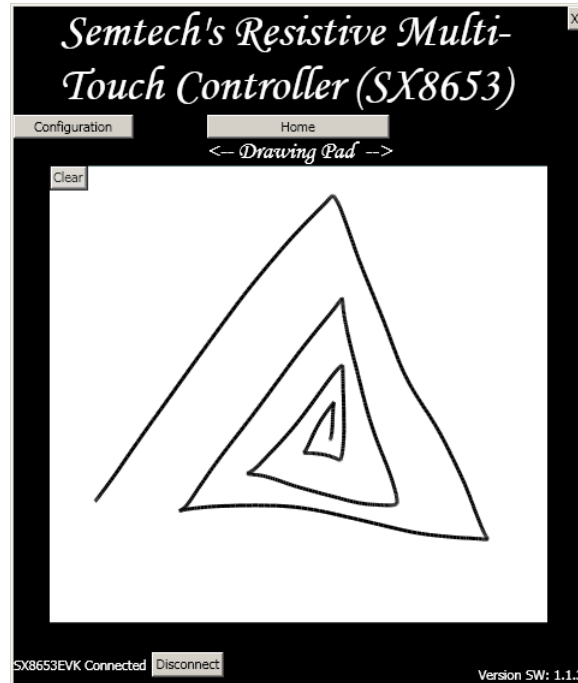 Semtech's Resistive Multi-
Touch Controller (SX8653)
X
Configuration
Home
<-- Drawing Pad -->
Clear
SX8653EVK Connected
Disconnect
Version SW: 1.1.